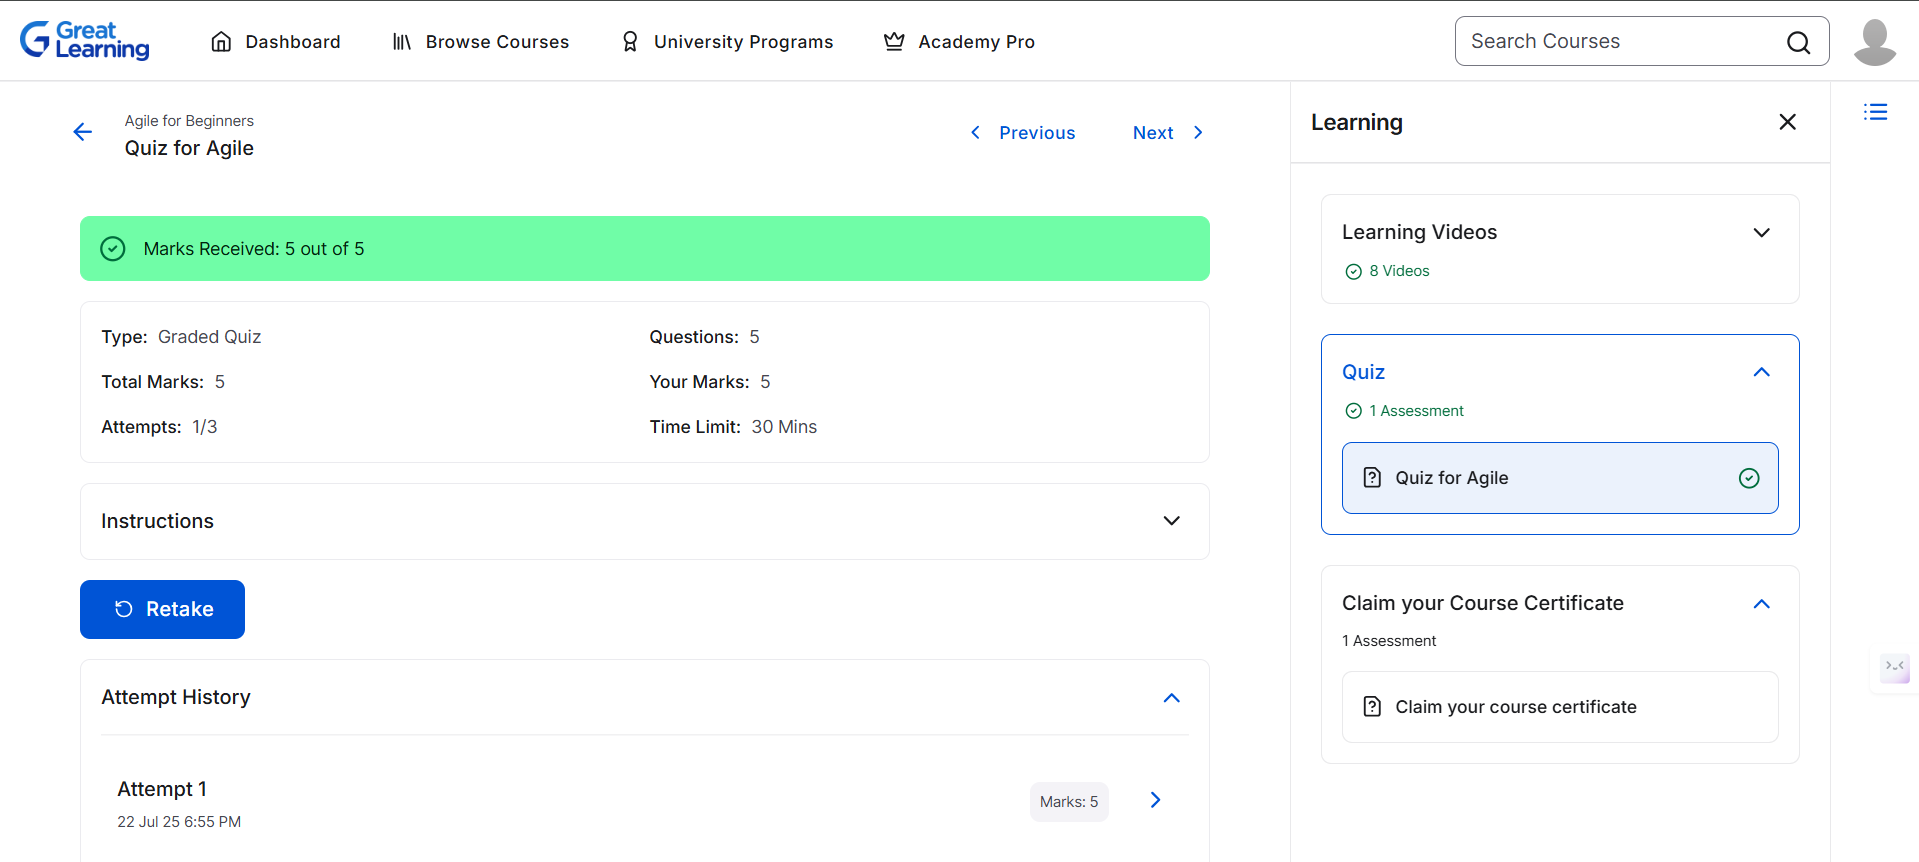 Great
Learning
Dashboard
Browse Courses
University Programs
Academy Pro
Search Courses
Agile for Beginners
Quiz for Agile
Previous
Next
Marks Received: 5 out of 5
Type: Graded Quiz
Questions: 5
Total Marks: 5
Your Marks: 5
Attempts: 1/3
Time Limit: 30 Mins
Instructions
Retake
Attempt History
Attempt 1
22 Jul 25 6:55 PM
Marks: 5
Learning
Learning Videos
8 Videos
Quiz
1 Assessment
Quiz for Agile
Claim your Course Certificate
1 Assessment
Claim your course certificate